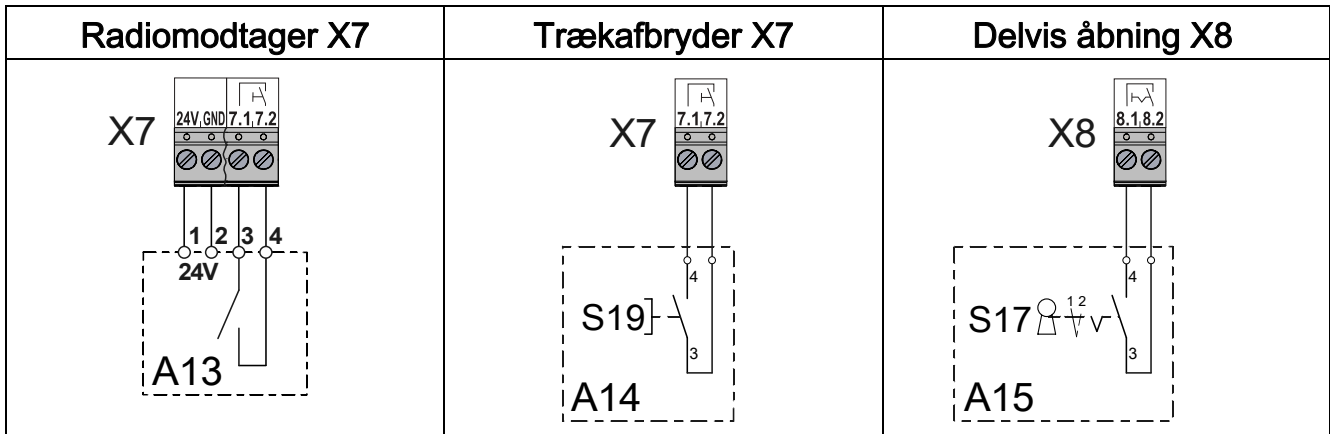 Radiomodtager X7
Trækafbryder X7
Delvis åbning X8
X7
24V GND 7.1 7.2
1 2 3 4
24V
A13
X7
7.1 7.2
4
S19
3
A14
X8
8.1 8.2
4
S17
1 2
3
A15